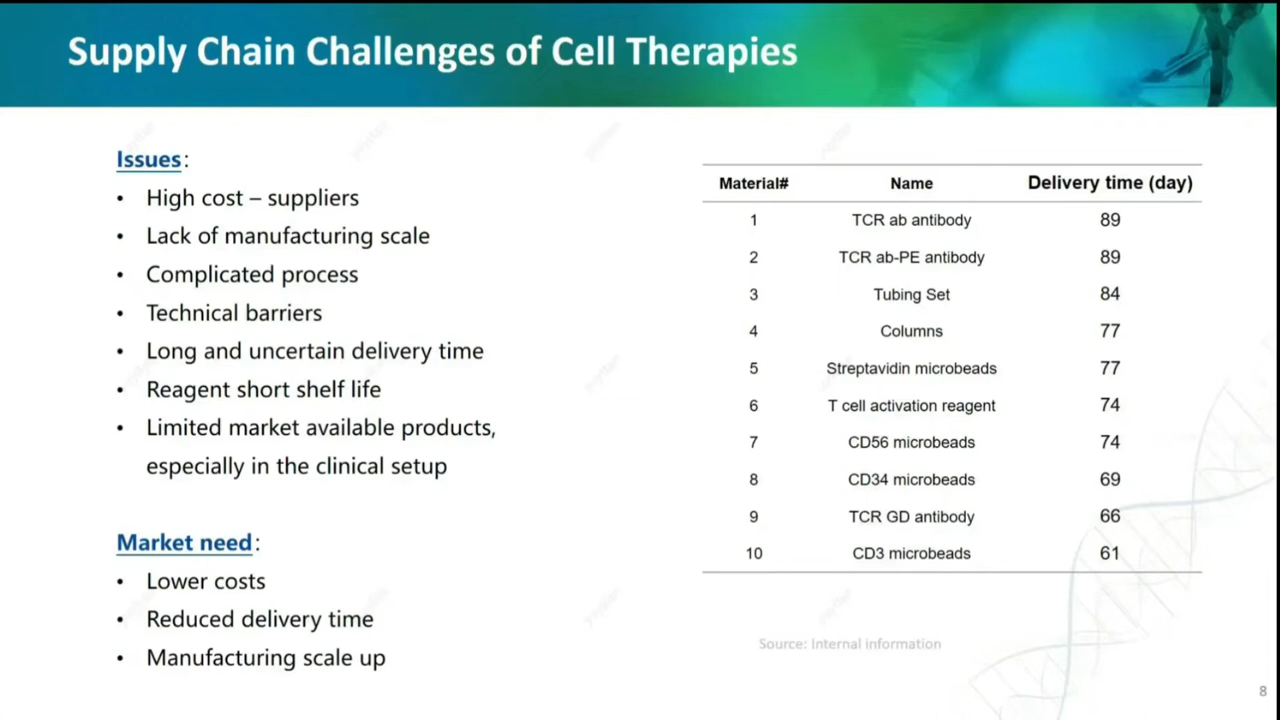 Supply Chain Challenges of Cell Therapies
Issues:
• High cost – suppliers
• Lack of manufacturing scale
• Complicated process
• Technical barriers
• Long and uncertain delivery time
• Reagent short shelf life
• Limited market available products,
especially in the clinical setup
Market need:
• Lower costs
• Reduced delivery time
• Manufacturing scale up
Material# Name Delivery time (day)
1 TCR ab antibody 89
2 TCR ab-PE antibody 89
3 Tubing Set 84
4 Columns 77
5 Streptavidin microbeads 77
6 T cell activation reagent 74
7 CD56 microbeads 74
8 CD34 microbeads 69
9 TCR GD antibody 66
10 CD3 microbeads 61
Source: Internal information
8